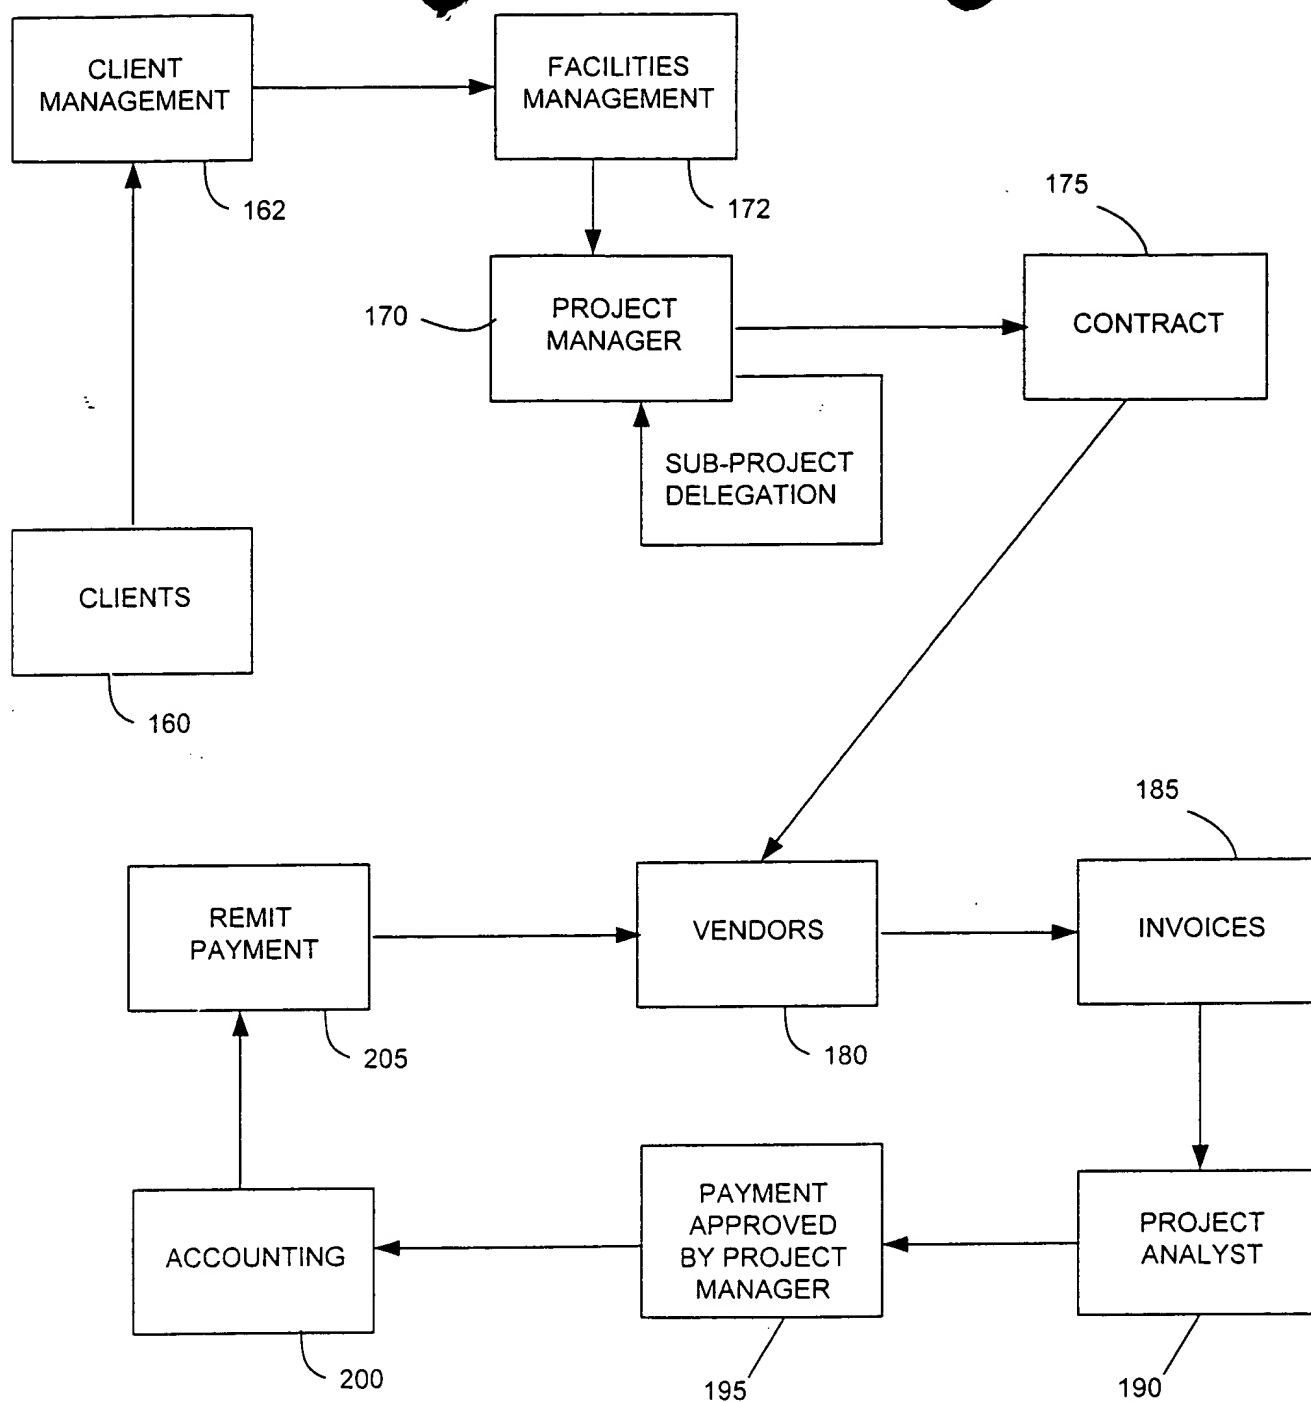 CLIENT
MANAGEMENT
162
FACILITIES
MANAGEMENT
172
175
170
PROJECT
MANAGER
CONTRACT
SUB-PROJECT
DELEGATION
CLIENTS
160
185
REMIT
PAYMENT
205
VENDORS
180
INVOICES
ACCOUNTING
200
PAYMENT
APPROVED
BY PROJECT
MANAGER
195
PROJECT
ANALYST
190